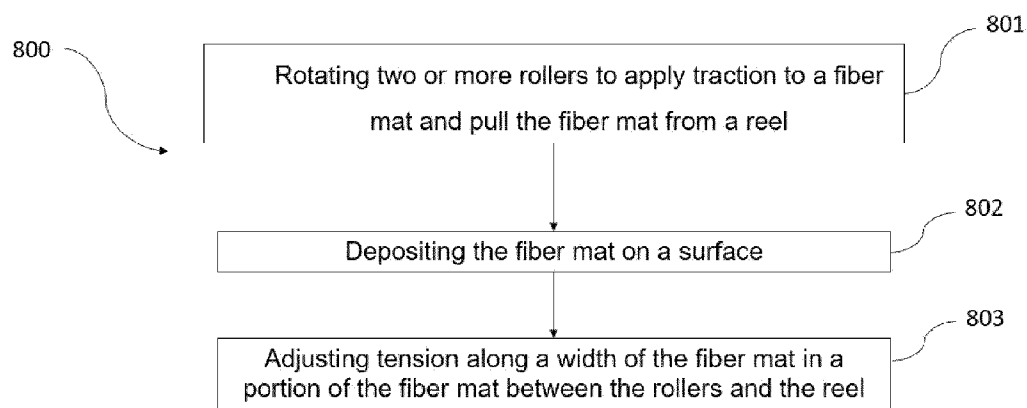 800
801
Rotating two or more rollers to apply traction to a fiber
mat and pull the fiber mat from a reel
802
Depositing the fiber mat on a surface
803
Adjusting tension along a width of the fiber mat in a
portion of the fiber mat between the rollers and the reel